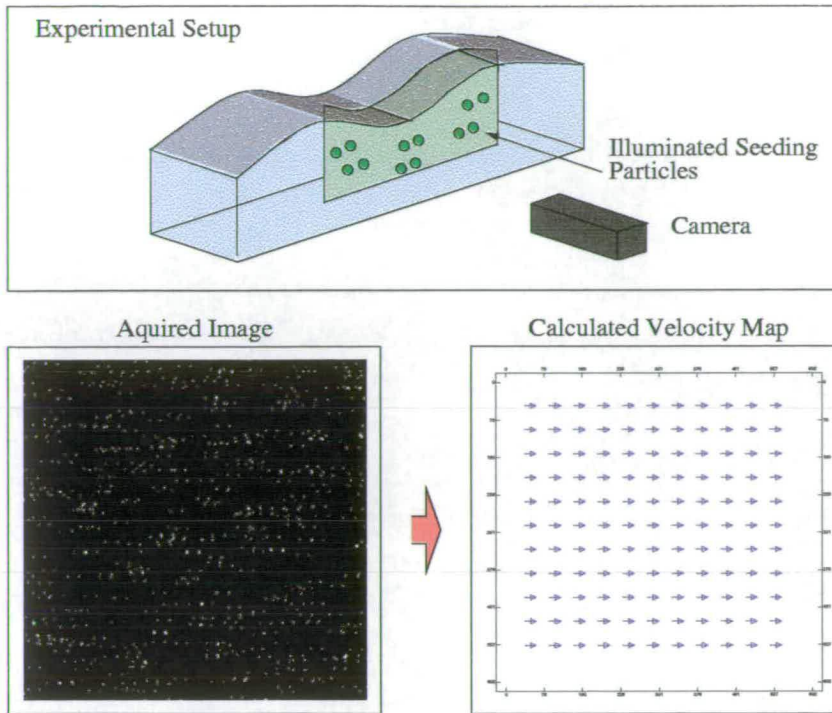 Experimental Setup
Illuminated Seeding
Particles
Camera
Aquired Image
Calculated Velocity Map